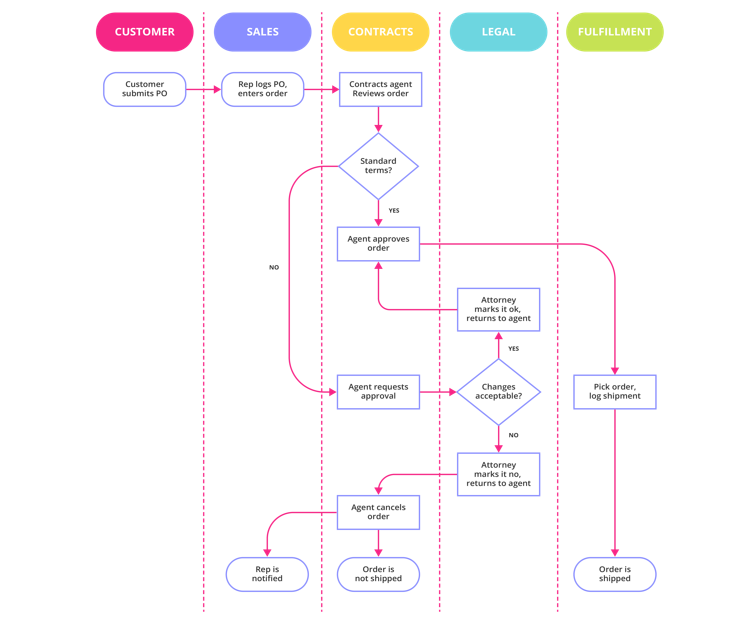 CUSTOMER
SALES
CONTRACTS
LEGAL
FULFILLMENT
Customer
submits PO
Rep logs PO,
enters order
Contracts agent
Reviews order
Standard
terms?
YES
Agent approves
order
NO
Attorney
marks it ok,
returns to agent
YES
Agent requests
approval
Changes
acceptable?
Pick order,
log shipment
NO
Attorney
marks it no,
returns to agent
Agent cancels
order
Rep is
notified
Order is
not shipped
Order is
shipped